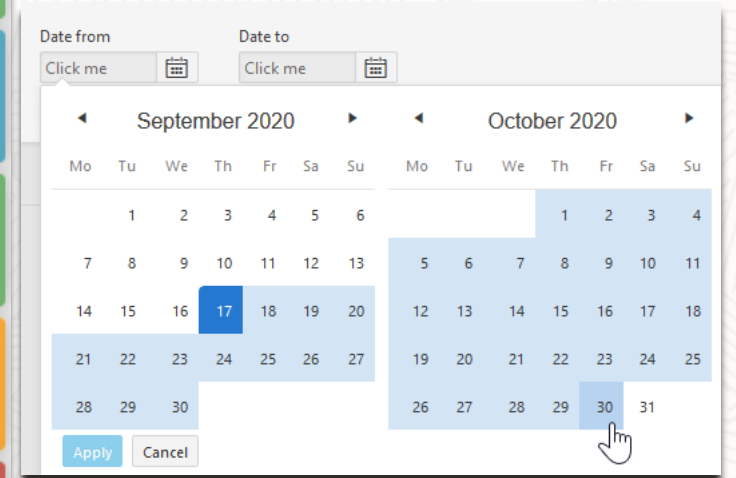 Date from Date to
Click me Click me
September 2020 October 2020
Mo Tu We Th Fr Sa Su Mo Tu We Th Fr Sa Su
1 2 3 4 5 6 1 2 3 4
7 8 9 10 11 12 13 5 6 7 8 9 10 11
14 15 16 17 18 19 20 12 13 14 15 16 17 18
21 22 23 24 25 26 27 19 20 21 22 23 24 25
28 29 30 26 27 28 29 30 31
Apply Cancel